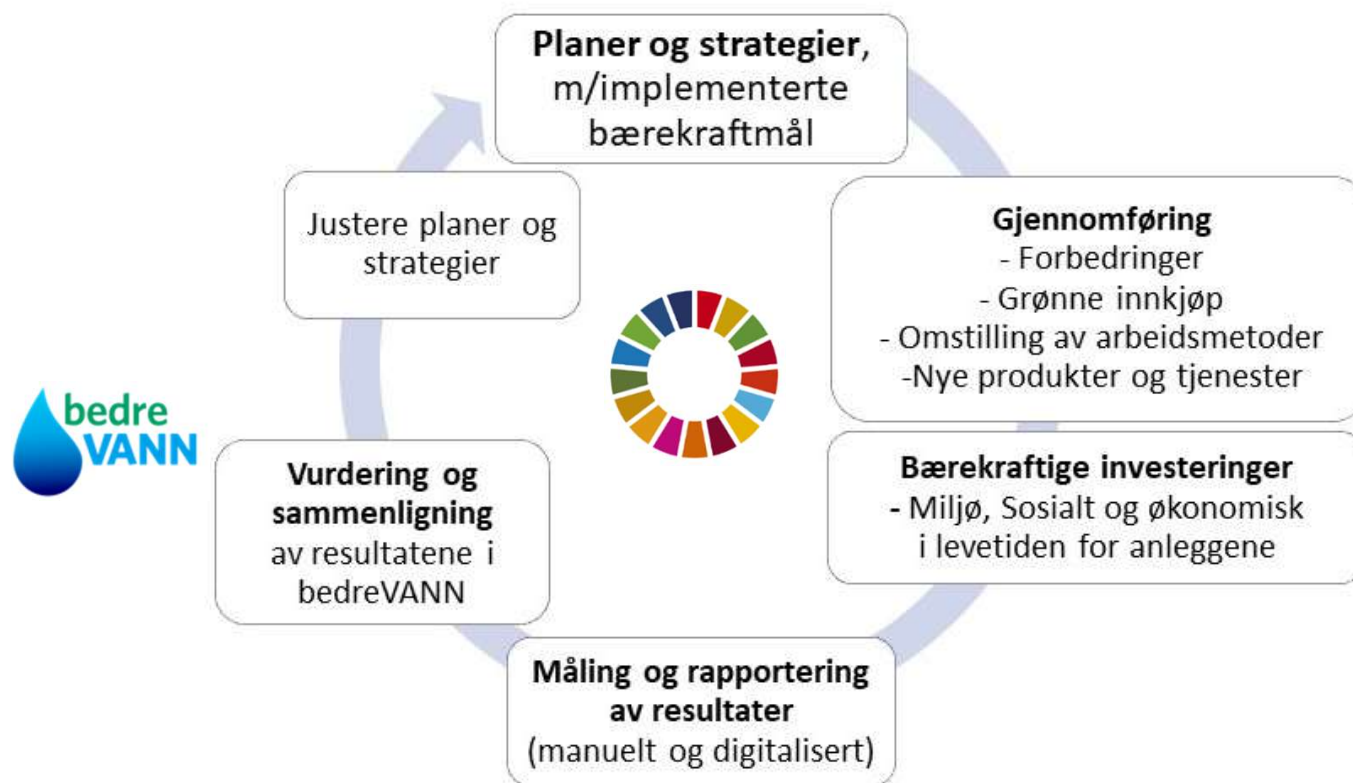 Planer og strategier,
m/implementerte
bærekraftmål
Gjennomføring
- Forbedringer
- Grønne innkjøp
- Omstilling av arbeidsmetoder
-Nye produkter og tjenester
Bærekraftige investeringer
- Miljø, Sosialt og økonomisk
i levetiden for anleggene
Måling og rapportering
av resultater
(manuelt og digitalisert)
Vurdering og
sammenligning
av resultatene i
bedreVANN
Justere planer og
strategier
bedre
VANN